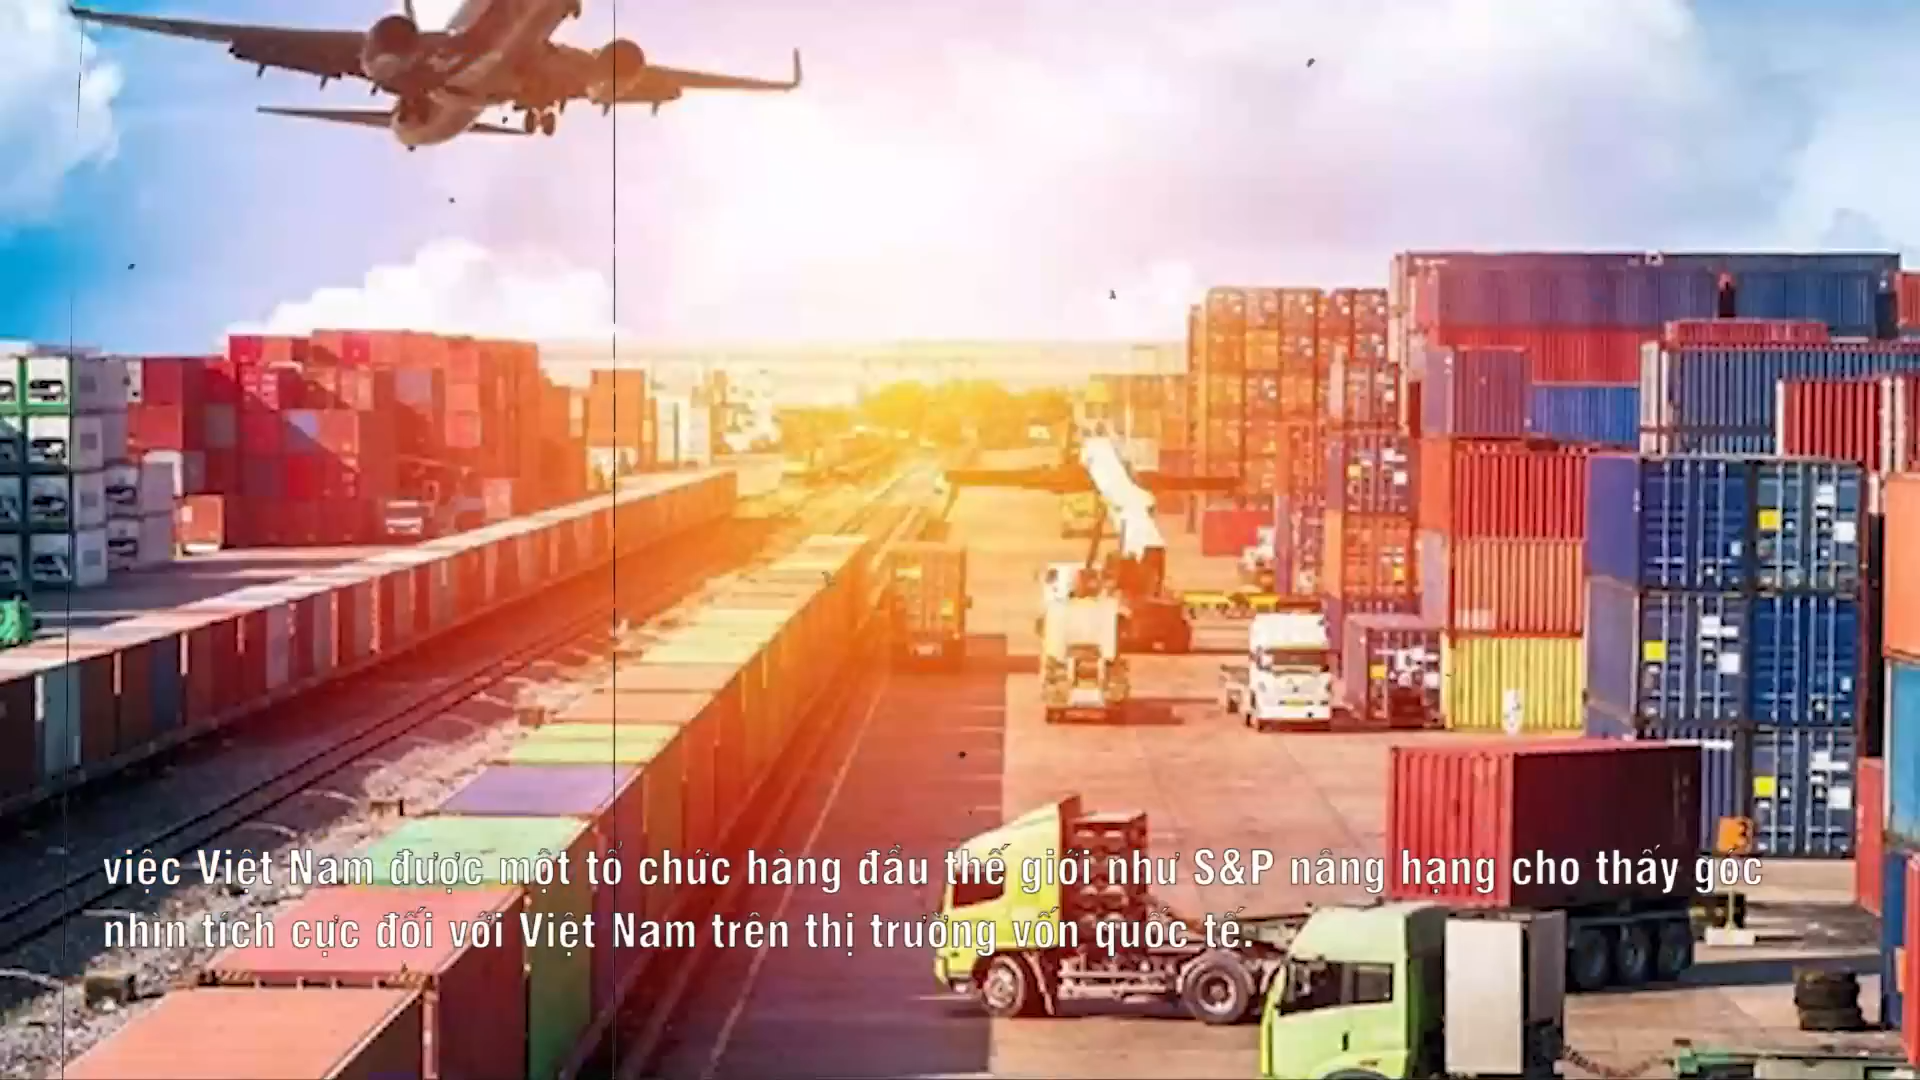 việc Việt Nam được một tổ chức hàng đầu thế giới như S&P nâng hạng cho thấy góc
nhìn tích cực đối với Việt Nam trên thị trường vốn quốc tế.
3